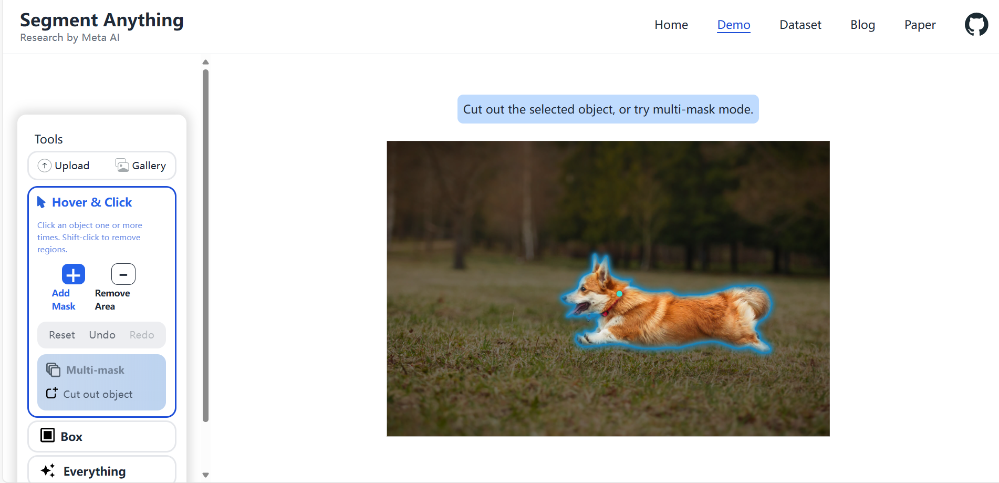 Segment Anything
Research by Meta AI
Home
Demo
Dataset
Blog
Paper
Cut out the selected object, or try multi-mask mode.
Tools
Upload
Gallery
Hover & Click
Click an object one or more
times. Shift-click to remove
regions.
Add
Mask
Remove
Area
Reset
Undo
Redo
Multi-mask
Cut out object
Box
Everything